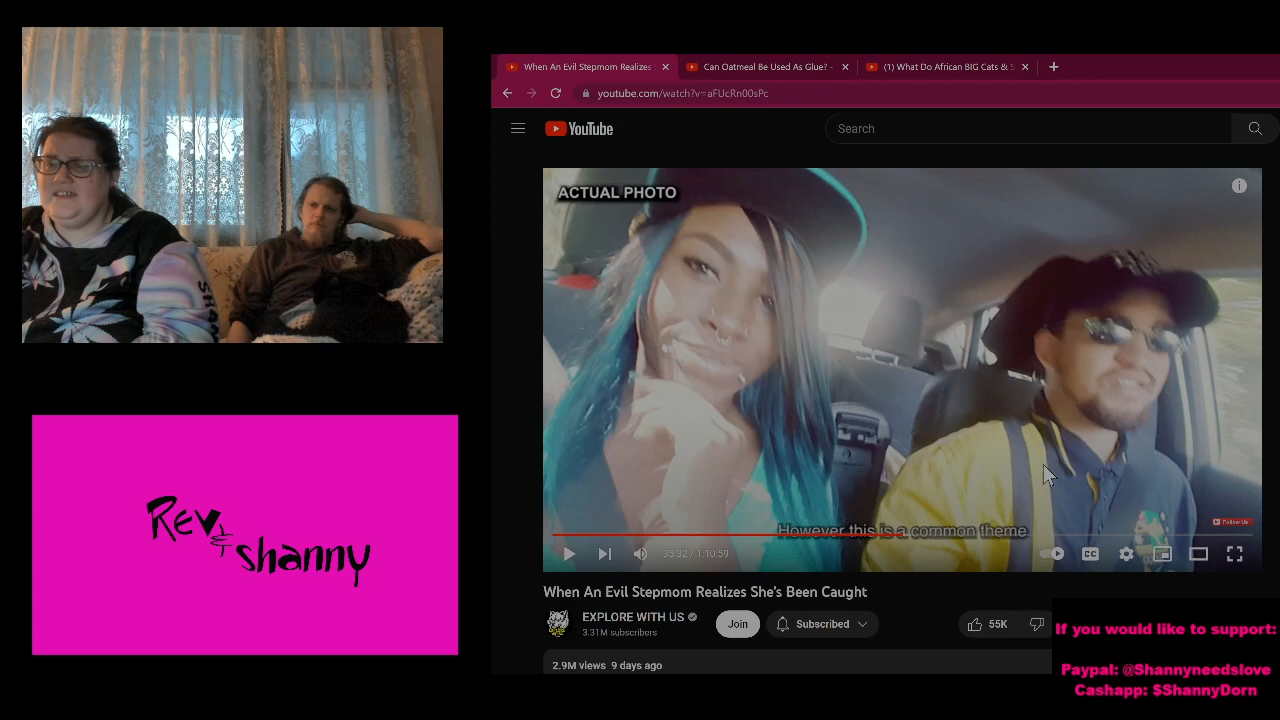 When An Evil Stepmom Realizes
Can Oatmeal Be Used As Glue? -
(1) What Do African BIG Cats &
youtube.com/watch?v=aFUcRn00sPc
YouTube
Search
ACTUAL PHOTO
However this is a common theme
Follow Us
35:32 / 1:10:59
CC
When An Evil Stepmom Realizes She's Been Caught
EXPLORE WITH US
3.31M subscribers
Join
Subscribed
55K
2.9M views 9 days ago
Rev
&
shanny
If you would like to support:
Paypal: @Shannyneedslove
Cashapp: $ShannyDorn